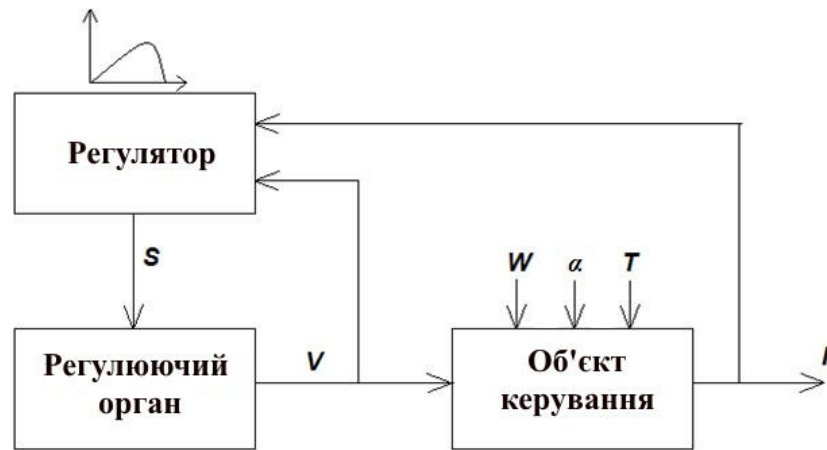 Регулятор
S
W α T
Регулюючий
орган
V
Об'єкт
керування